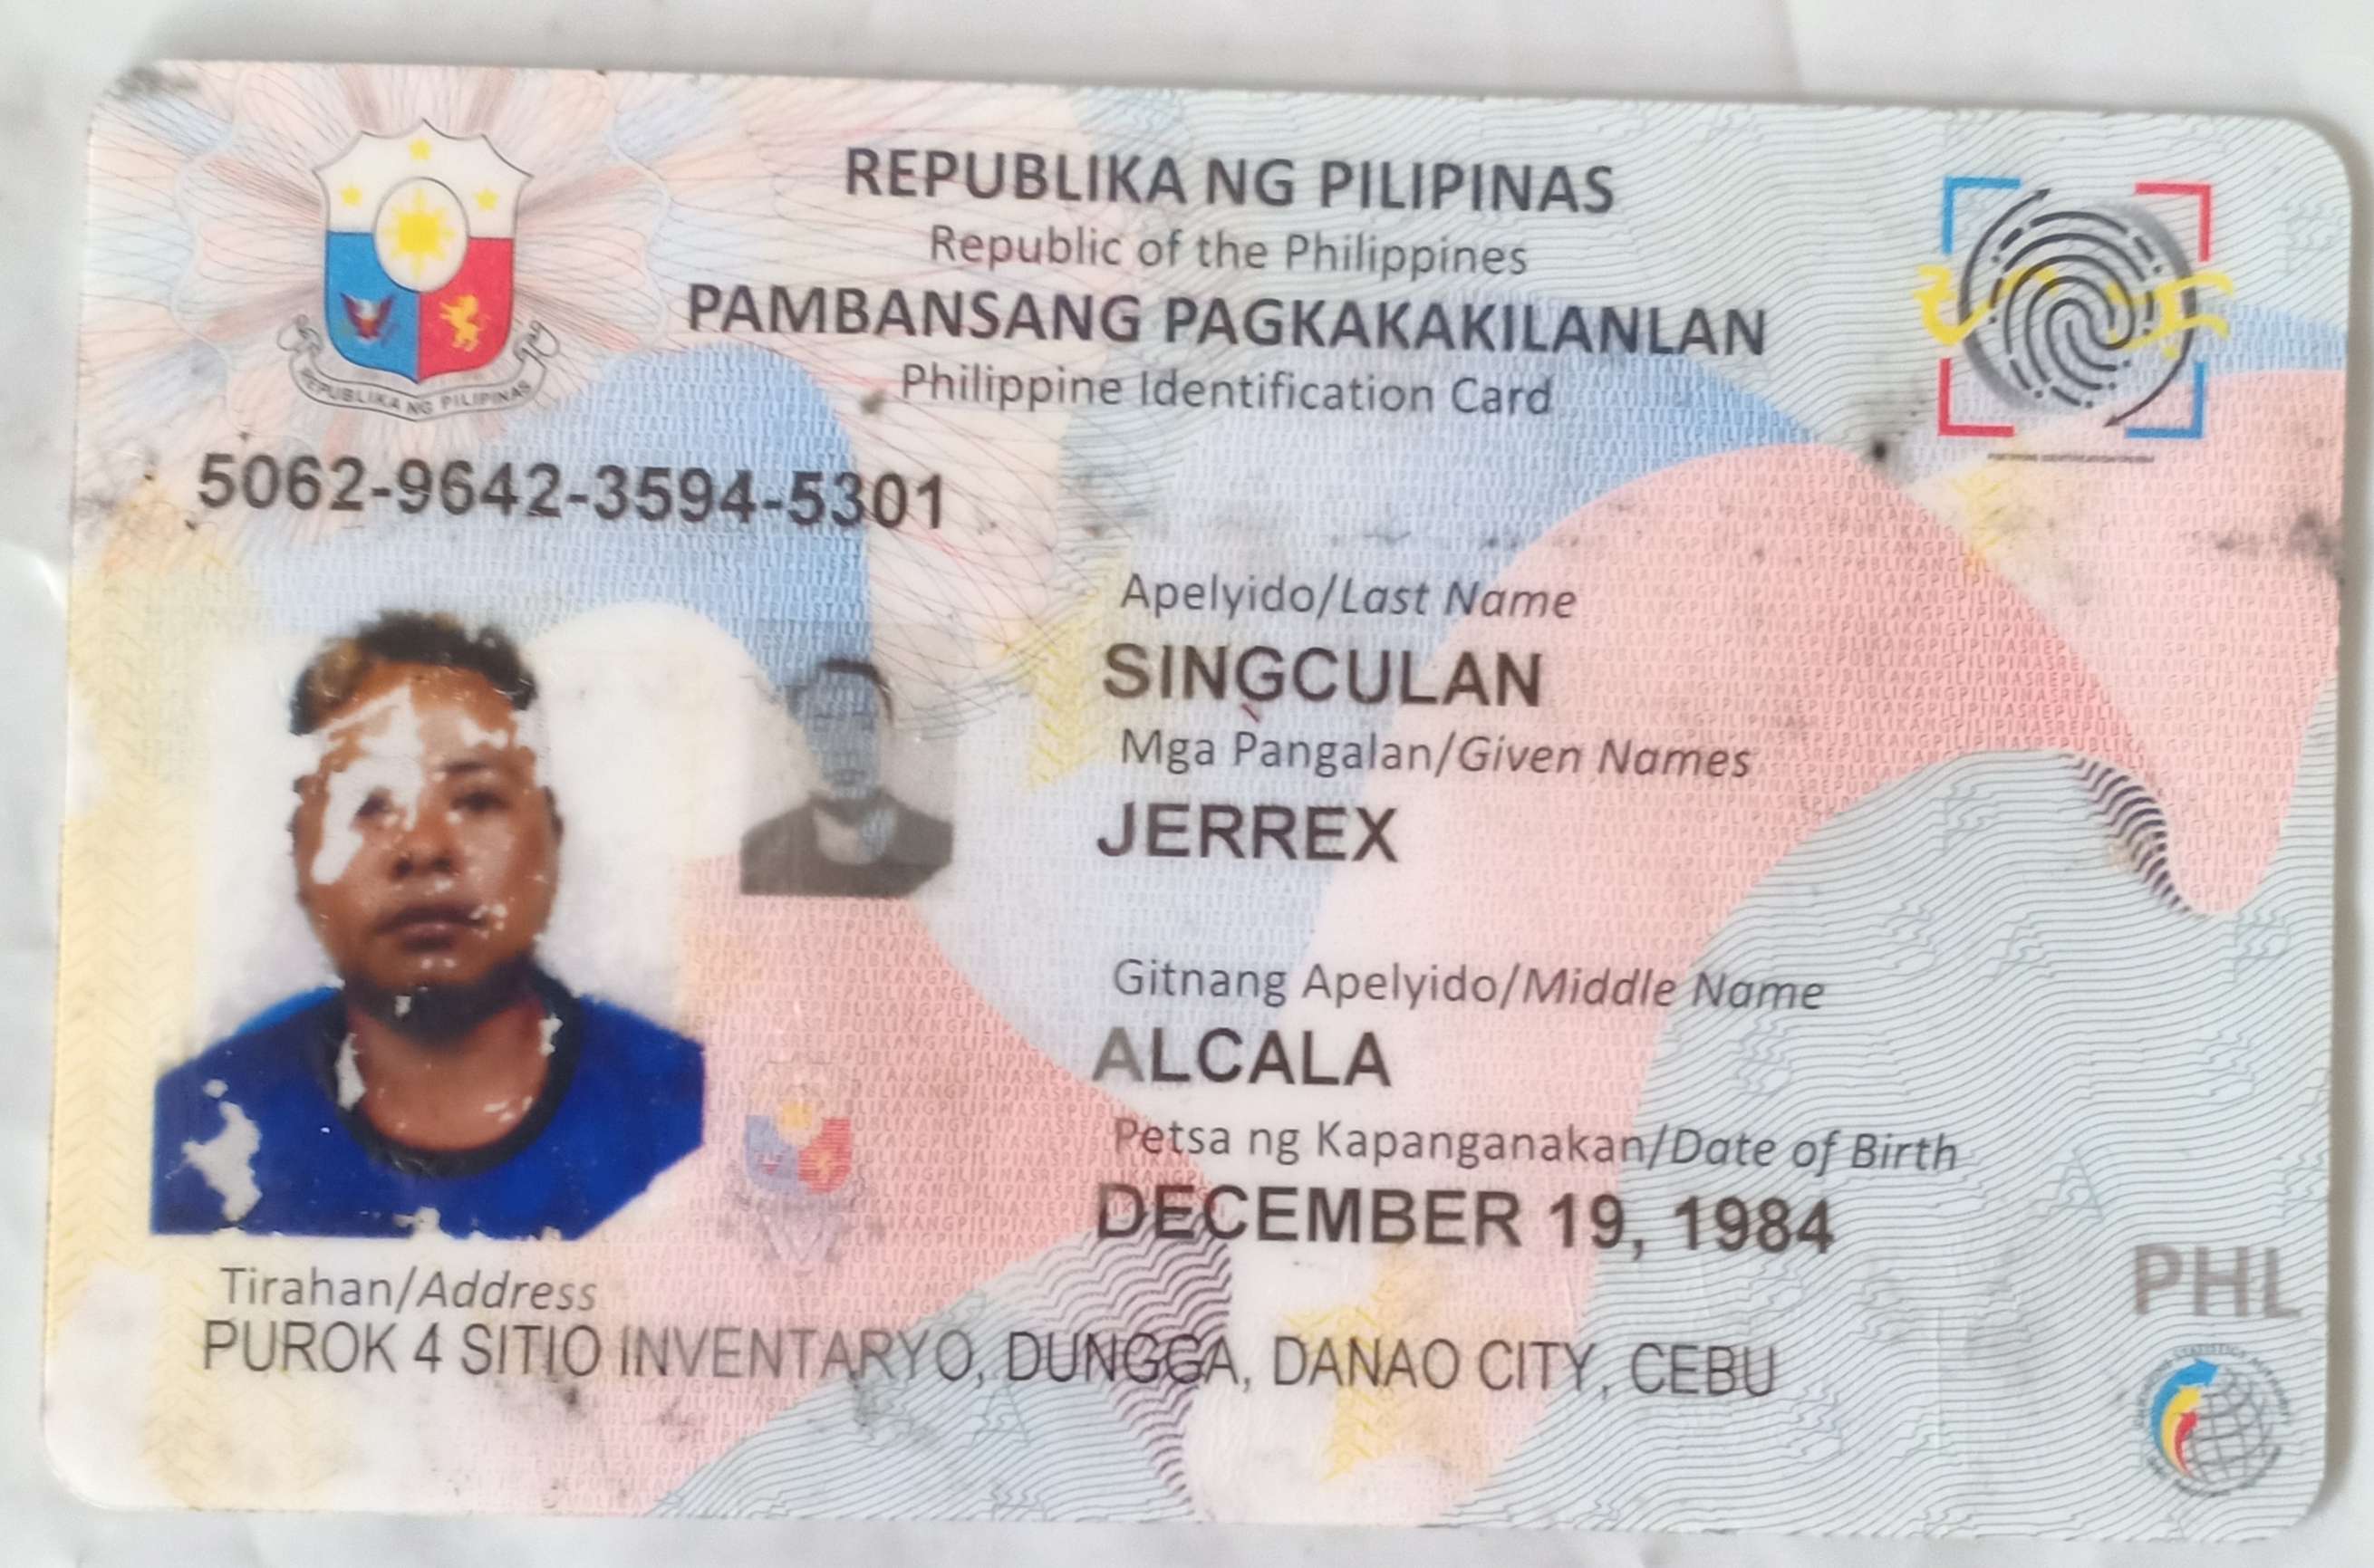 REPUBLIKA NG PILIPINAS
Republic of the Philippines
PAMBANSANG PAGKAKAKILANLAN
Philippine Identification Card
REPUBLIKA NG PILIPINAS
5062-9642-3594-5301
Apelyido/Last Name
SINGCULAN
Mga Pangalan/Given Names
JERREX
Gitnang Apelyido/Middle Name
ALCALA
Petsa ng Kapanganakan/Date of Birth
DECEMBER 19, 1984
PHL
Tirahan/Address
PUROK 4 SITIO INVENTARYO, DUNGGA, DANAO CITY, CEBU